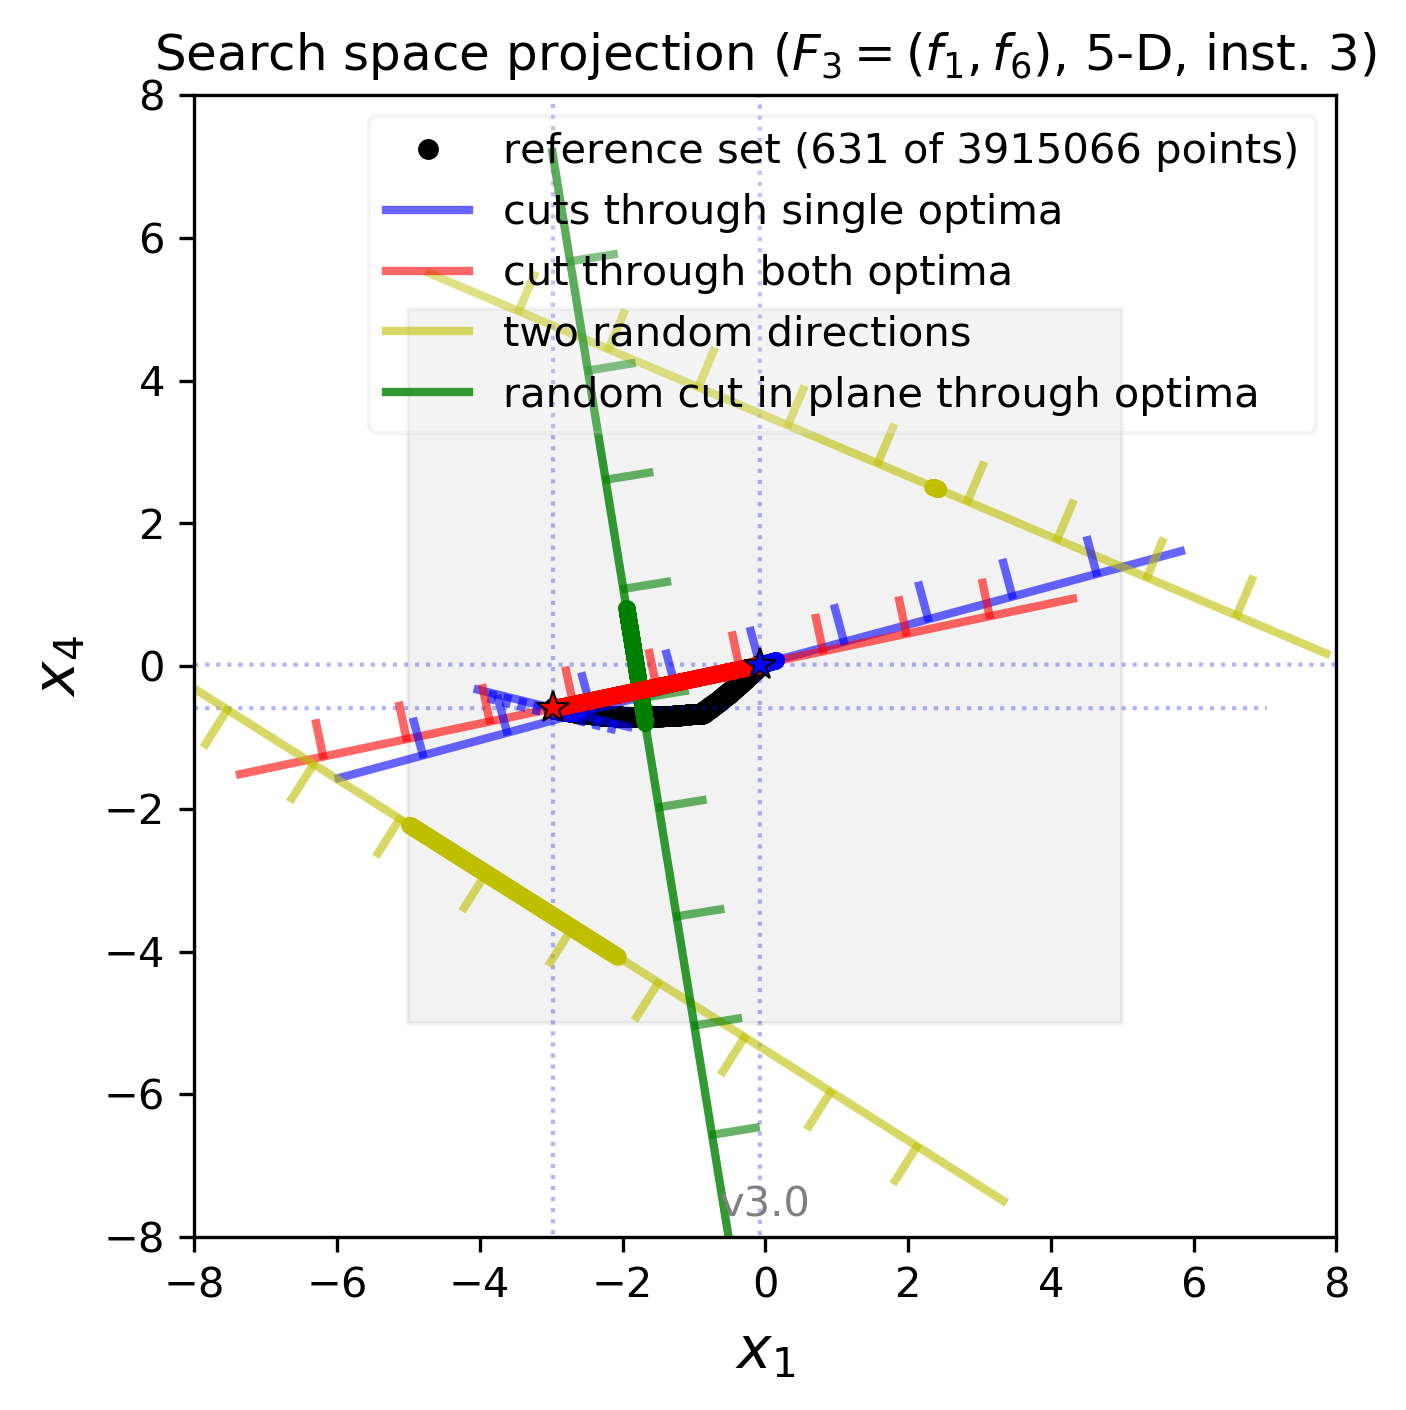 Search space projection (F₃ = (f₁, f₆), 5-D, inst. 3)
reference set (631 of 3915066 points)
cuts through single optima
cut through both optima
two random directions
random cut in plane through optima
8
6
4
2
0
−2
−4
−6
−8
x₄
v3.0
−8 −6 −4 −2 0 2 4 6 8
x₁